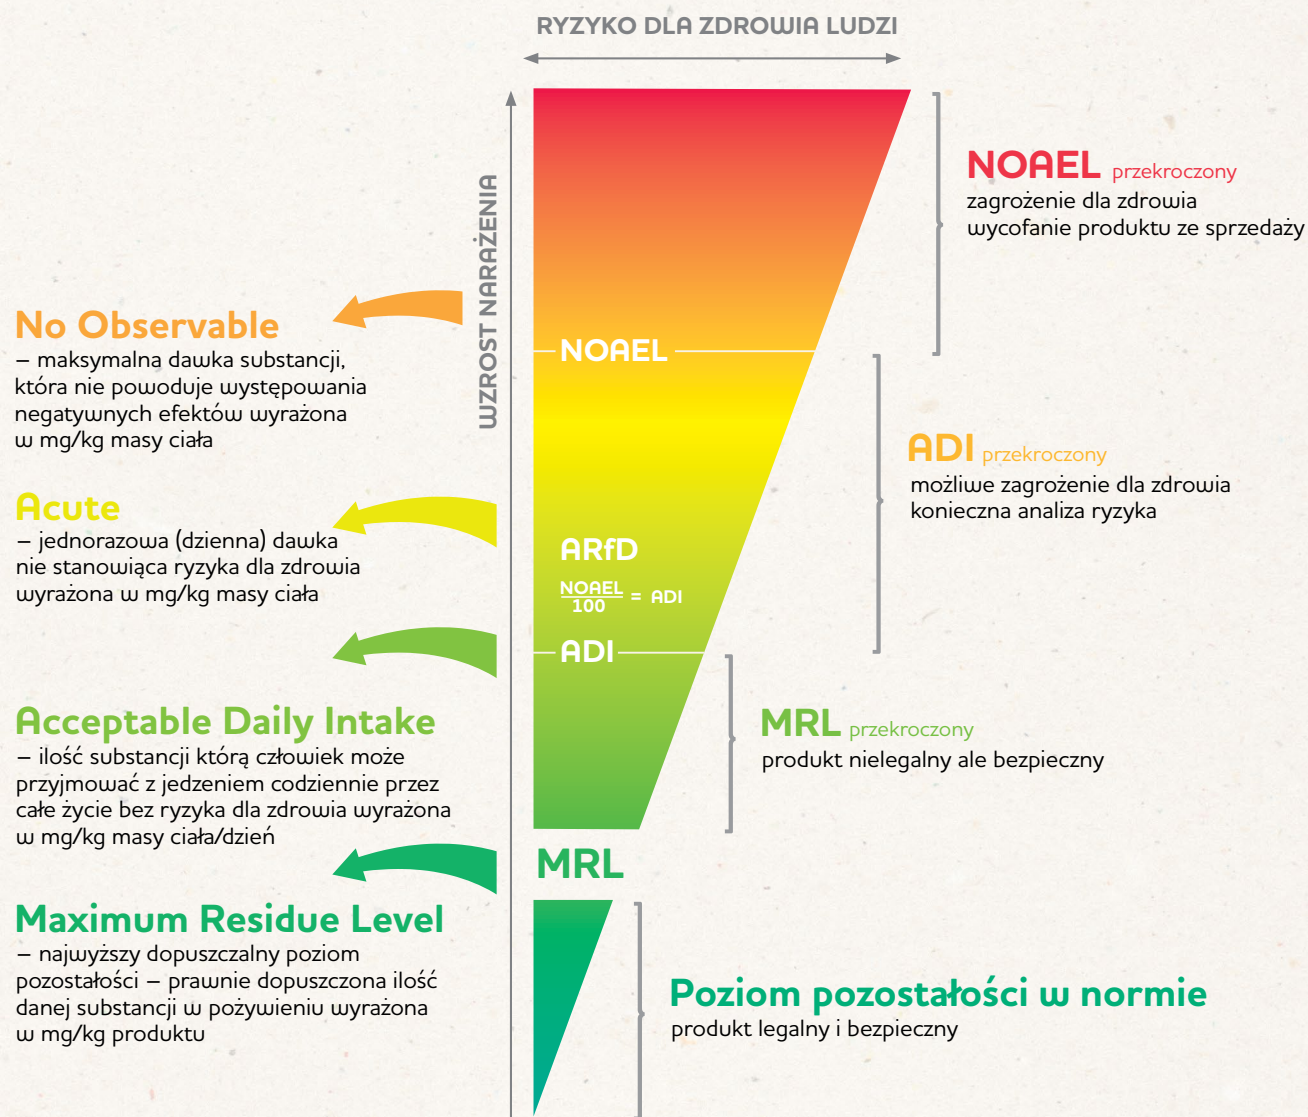 RYZYKO DLA ZDROWIA LUDZI
WZROST NARAŻENIA
No Observable
– maksymalna dawka substancji,
która nie powoduje występowania
negatywnych efektów wyrażona
w mg/kg masy ciała
Acute
– jednorazowa (dzienna) dawka
nie stanowiąca ryzyka dla zdrowia
wyrażona w mg/kg masy ciała
Acceptable Daily Intake
– ilość substancji którą człowiek może
przyjmować z jedzeniem codziennie przez
całe życie bez ryzyka dla zdrowia wyrażona
w mg/kg masy ciała/dzień
Maximum Residue Level
– najwyższy dopuszczalny poziom
pozostałości – prawnie dopuszczona ilość
danej substancji w pożywieniu wyrażona
w mg/kg produktu
NOAEL
ARfD
NOAEL
100
= ADI
ADI
MRL
NOAEL przekroczony
zagrożenie dla zdrowia
wycofanie produktu ze sprzedaży
ADI przekroczony
możliwe zagrożenie dla zdrowia
konieczna analiza ryzyka
MRL przekroczony
produkt nielegalny ale bezpieczny
Poziom pozostałości w normie
produkt legalny i bezpieczny